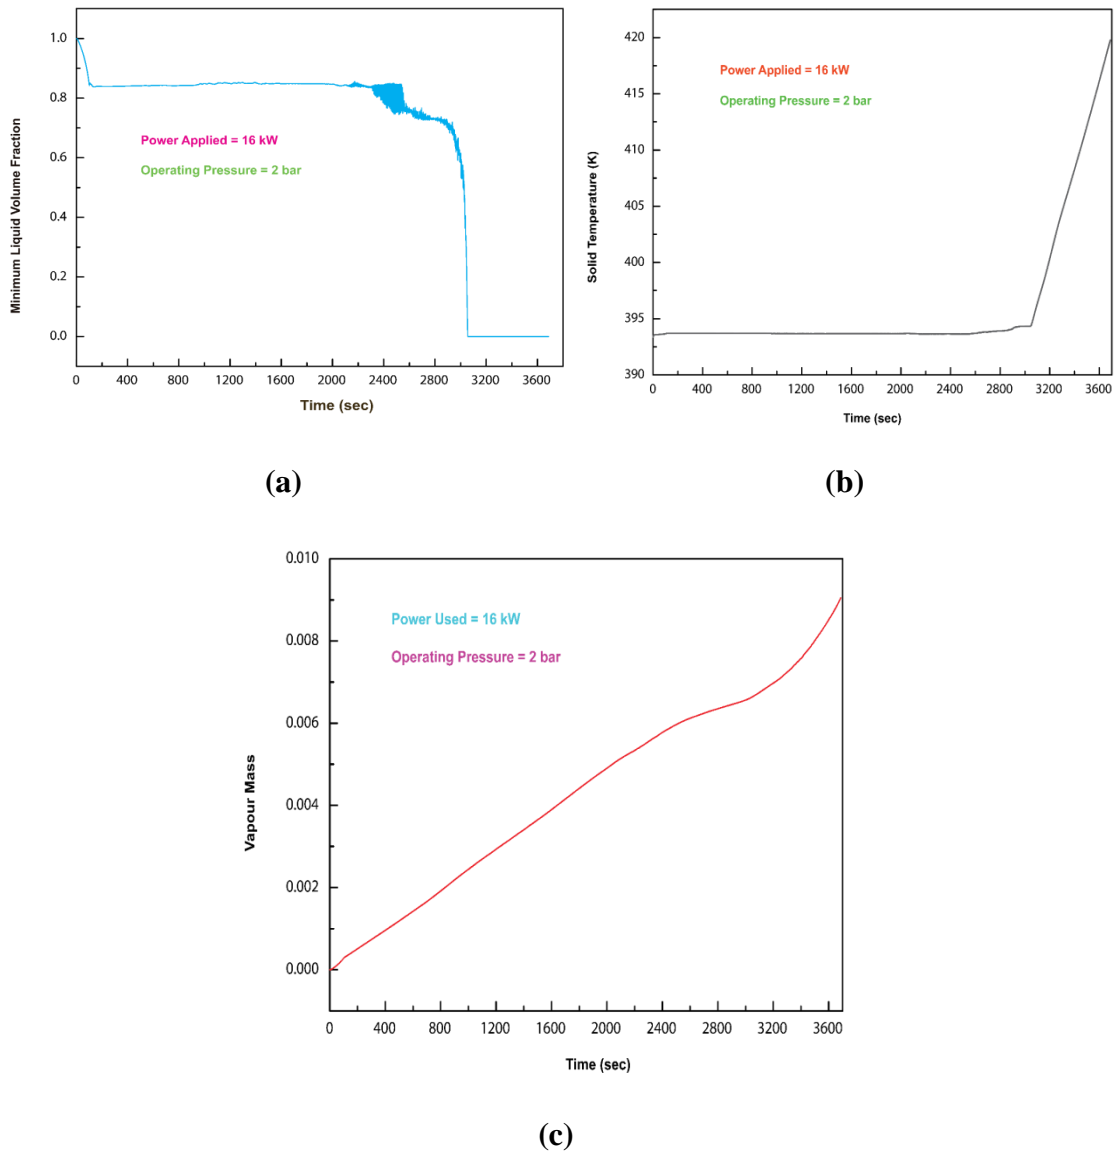 1.0
0.8
0.6
0.4
0.2
0.0
Minimum Liquid Volume Fraction
Power Applied = 16 kW
Operating Pressure = 2 bar
0 400 800 1200 1600 2000 2400 2800 3200 3600
Time (sec)
(a)
420
415
410
405
400
395
390
Solid Temperature (K)
Power Applied = 16 kW
Operating Pressure = 2 bar
0 400 800 1200 1600 2000 2400 2800 3200 3600
Time (sec)
(b)
0.010
0.008
0.006
0.004
0.002
0.000
Vapour Mass
Power Used = 16 kW
Operating Pressure = 2 bar
0 400 800 1200 1600 2000 2400 2800 3200 3600
Time (sec)
(c)